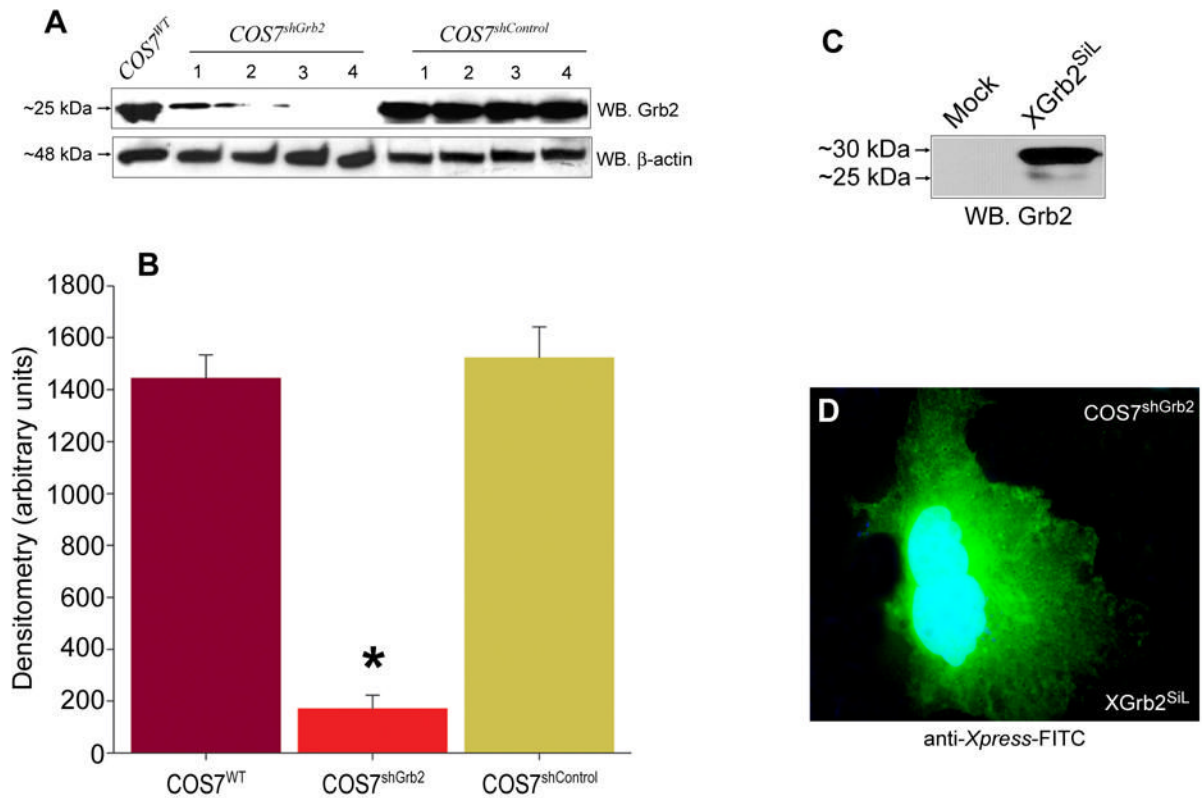 A
COS7WT
COS7shGrb2
COS7shControl
1 2 3 4 1 2 3 4
~25 kDa
WB. Grb2
~48 kDa
WB. β-actin
B
1800
1600
1400
1200
1000
800
600
400
200
0
Densitometry (arbitrary units)
*
COS7WT COS7shGrb2 COS7shControl
C
Mock XGrb2SiL
~30 kDa
~25 kDa
WB. Grb2
D
COS7shGrb2
XGrb2SiL
anti-Xpress-FITC